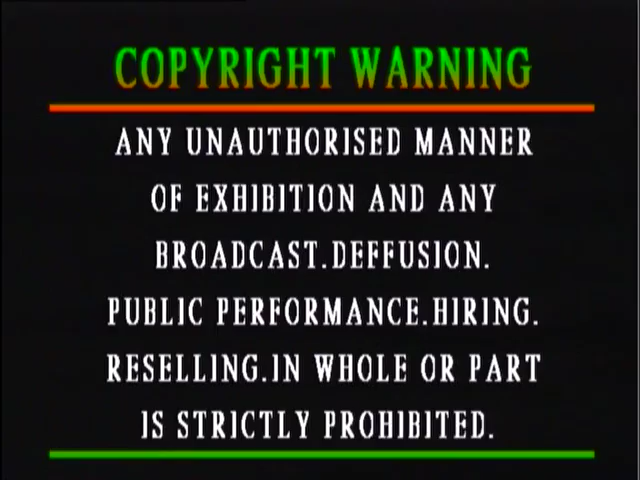 COPYRIGHT WARNING
ANY UNAUTHORISED MANNER
OF EXHIBITION AND ANY
BROADCAST.DEFFUSION.
PUBLIC PERFORMANCE.HIRING.
RESELLING.IN WHOLE OR PART
IS STRICTLY PROHIBITED.